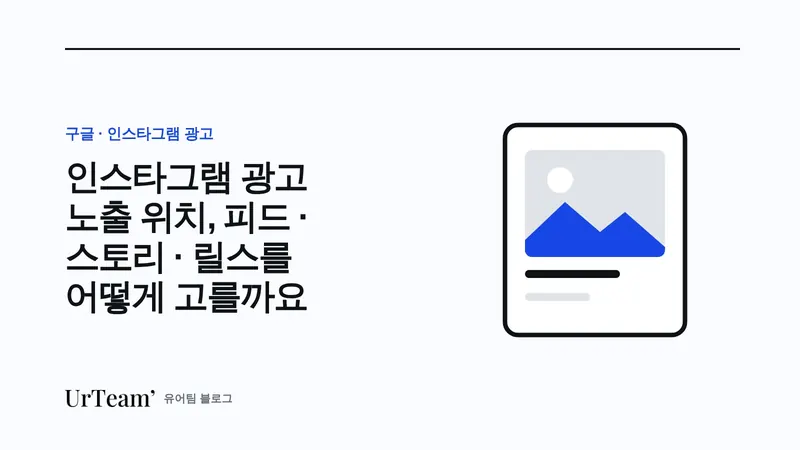 구글 · 인스타그램 광고
인스타그램 광고
노출 위치, 피드 ·
스토리 · 릴스를
어떻게 고를까요
UrTeam’ 유어팀 블로그